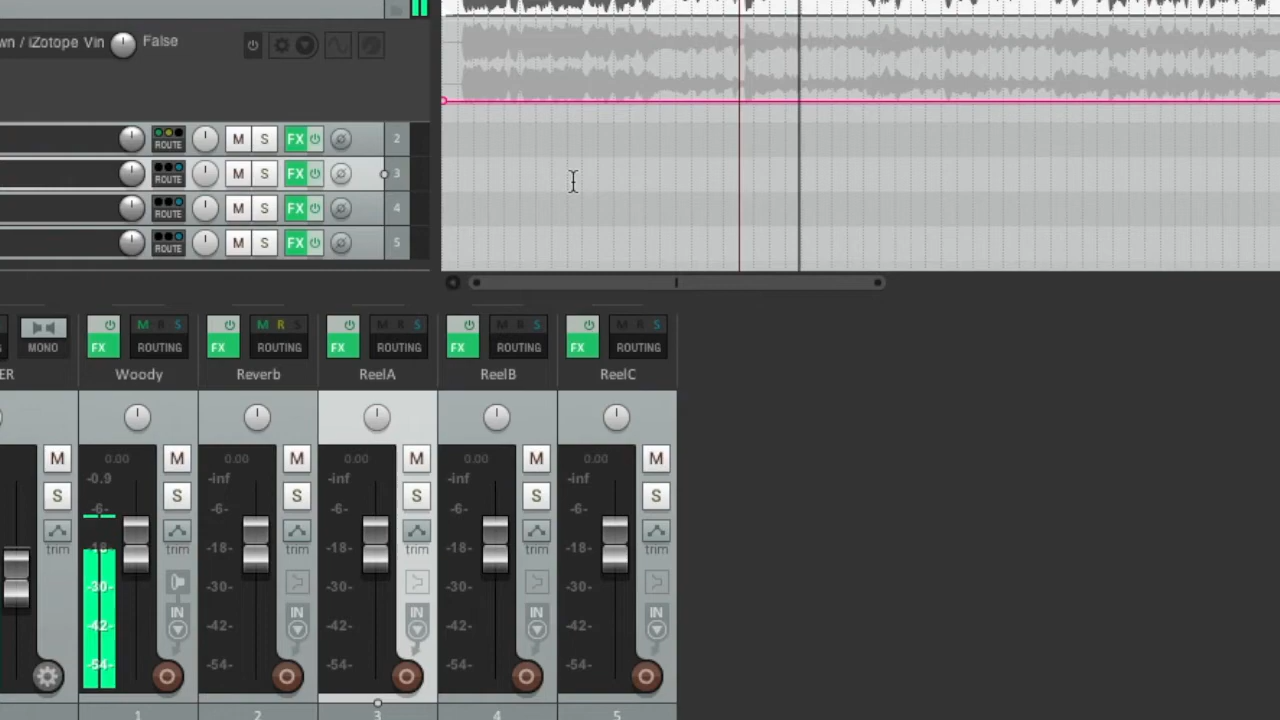 wn / iZotope Vin False
ROUTE M S FX 2
ROUTE M S FX 3
ROUTE M S FX 4
ROUTE M S FX 5
MONO FX M R S ROUTING FX M R S ROUTING FX M R S ROUTING FX M R S ROUTING FX M R S ROUTING
ER Woody Reverb ReelA ReelB ReelC
M 0.00 M 0.00 M 0.00 M 0.00 M 0.00 M
-0.9 -inf -inf -inf -inf
S -6- S -6- S -6- S -6- S -6- S
trim -18- trim -18- trim -18- trim -18- trim -18- trim
-30- -30- -30- -30- -30-
-42- IN -42- IN -42- IN -42- IN -42- IN
-54- -54- -54- -54- -54-
1 2 3 4 5